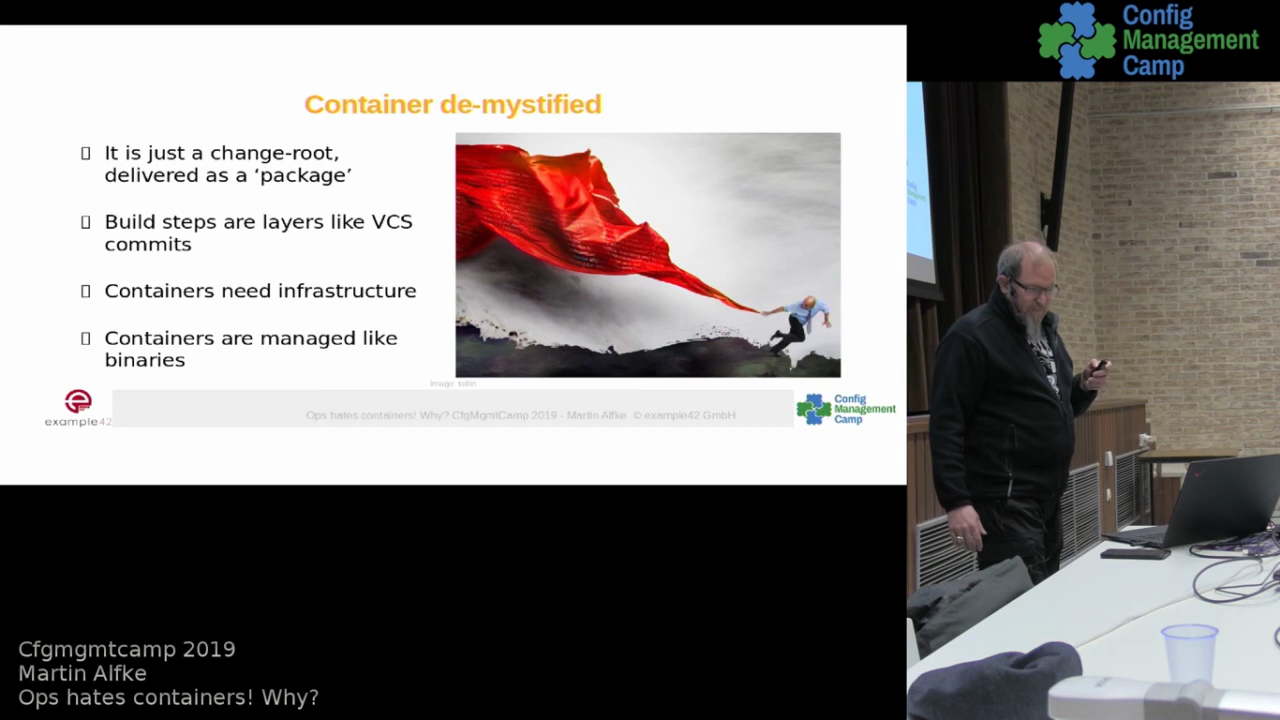 Config
Management
Camp
Container de-mystified
It is just a change-root,
delivered as a ‘package’
Build steps are layers like VCS
commits
Containers need infrastructure
Containers are managed like
binaries
example42
Ops hates containers! Why? CfgMgmtCamp 2019 - Martin Alfke © example42 GmbH
Config
Management
Camp
Cfgmgmtcamp 2019
Martin Alfke
Ops hates containers! Why?